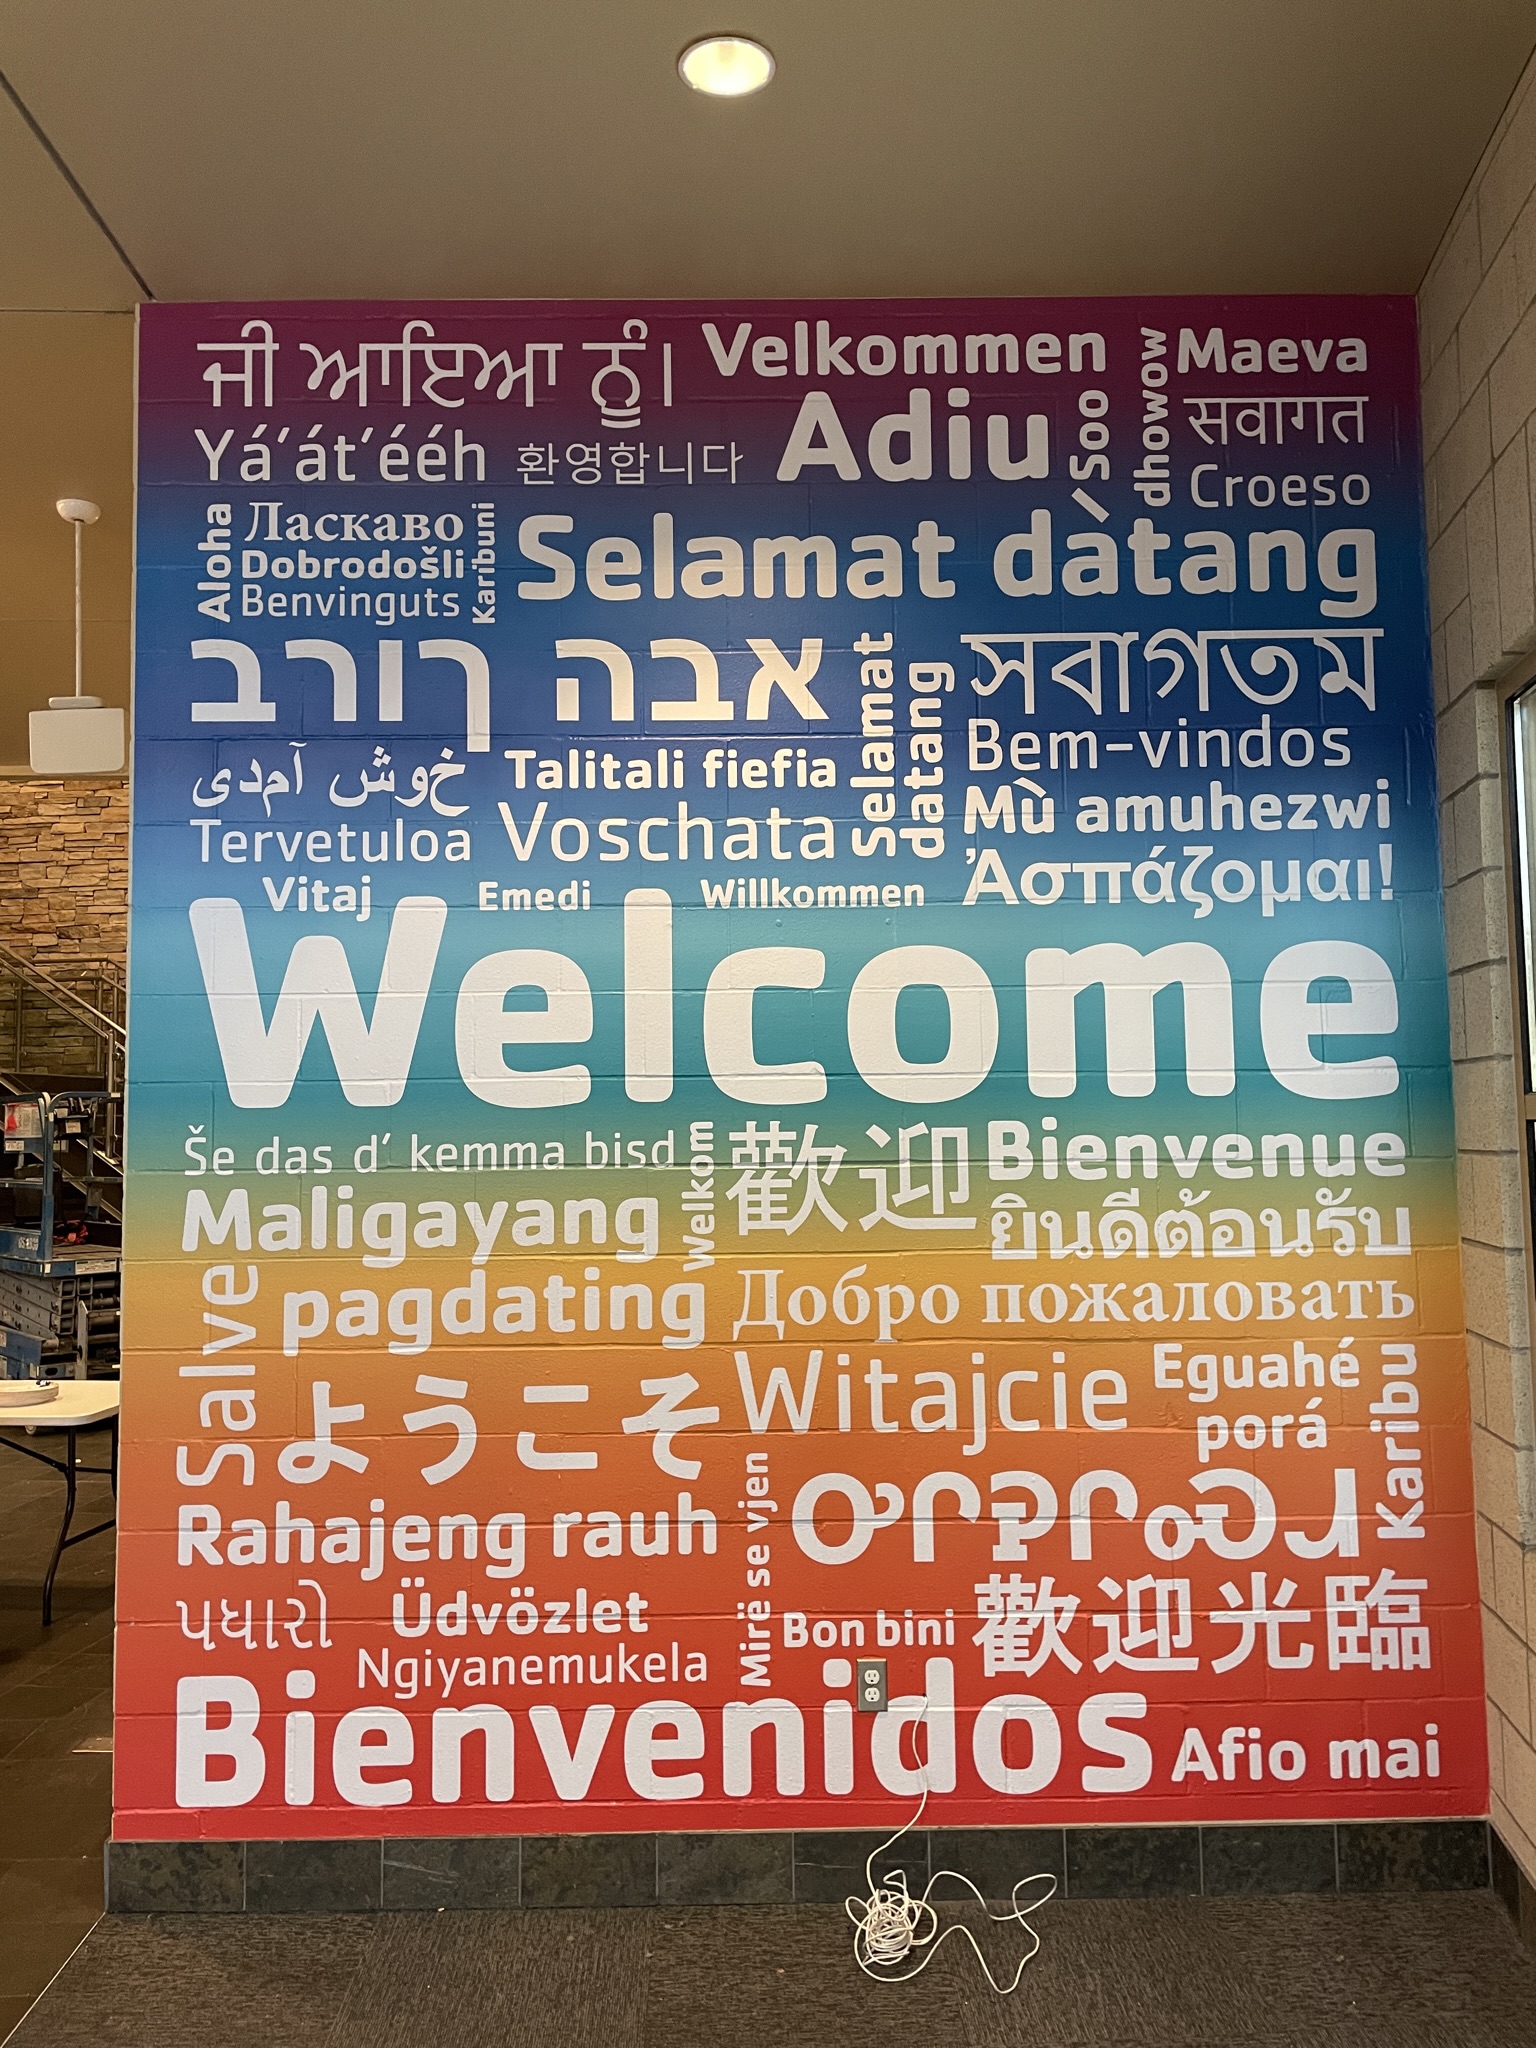 ਜੀ ਆਇਆ ਨੂੰ।
Velkommen
Soo dhowow
Maeva
Yá'át'ééh
환영합니다
Adiu
सवागत
Croeso
Aloha
Ласкаво
Dobrodošli
Benvinguts
Karibuni
Selamat dàtang
אבה ךורב
Selamat datang
সবাগতম
خوش آمدی
Talitali fiefia
Bem-vindos
Tervetuloa
Voschata
Mù amuhezwi
Vitaj
Emedi
Willkommen
Ἀσπάζομαι!
Welcome
Še das d' kemma bisd
Welkom
歡迎
Bienvenue
Maligayang
pagdating
ยินดีต้อนรับ
Salve
Добро пожаловать
ようこそ
Witajcie
Eguahé
porá
Karibu
Rahajeng rauh
Mirë se vjen
ᎤᎵᎮᎵᏍᏗ
પધારો
Üdvözlet
Bon bini
歡迎光臨
Ngiyanemukela
Bienvenidos
Afio mai